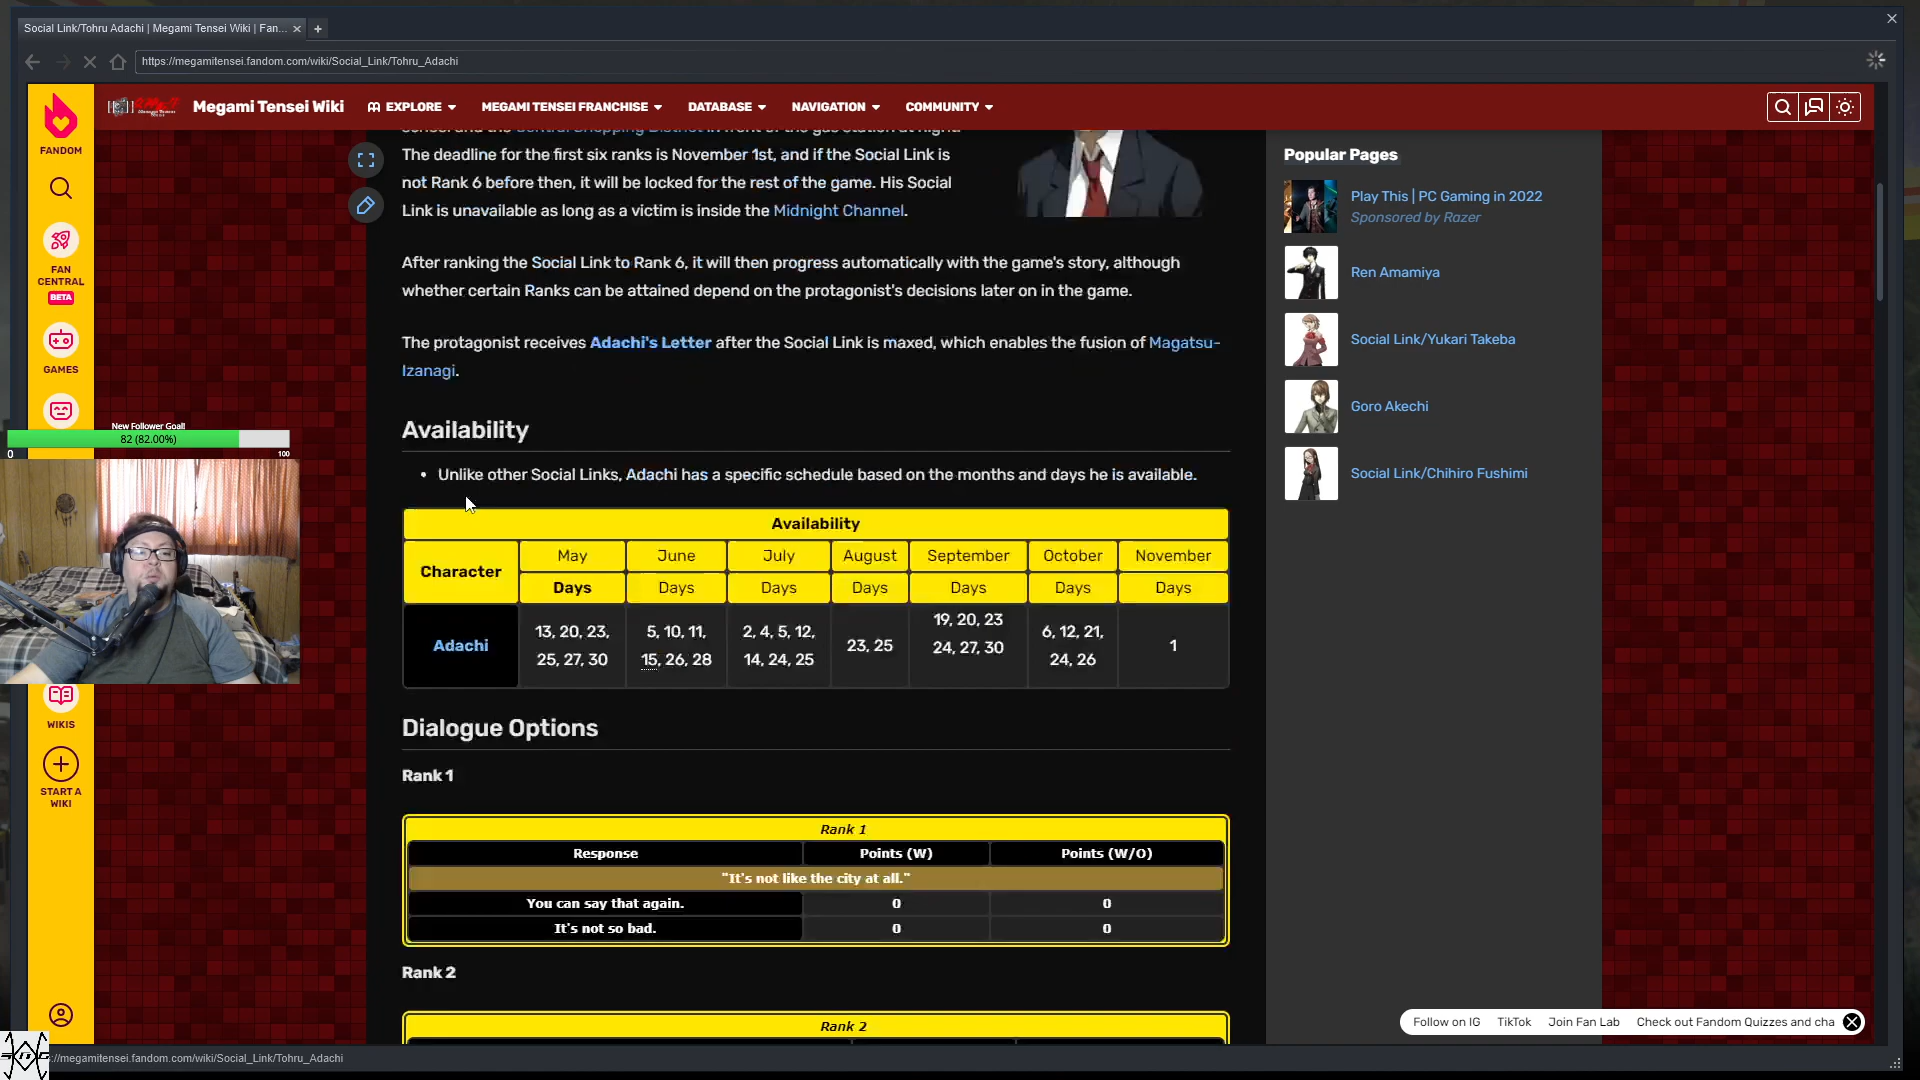 Social Link/Tohru Adachi | Megami Tensei Wiki | Fan...
https://megamitensei.fandom.com/wiki/Social_Link/Tohru_Adachi
Megami Tensei Wiki
EXPLORE
MEGAMI TENSEI FRANCHISE
DATABASE
NAVIGATION
COMMUNITY
FANDOM
FAN CENTRAL
BETA
GAMES
WIKIS
START A WIKI
New Follower Goal!
82 (82.00%)
0
100
Central Shopping District in front of the gas station at night.
The deadline for the first six ranks is November 1st, and if the Social Link is
not Rank 6 before then, it will be locked for the rest of the game. His Social
Link is unavailable as long as a victim is inside the Midnight Channel.
After ranking the Social Link to Rank 6, it will then progress automatically with the game's story, although
whether certain Ranks can be attained depend on the protagonist's decisions later on in the game.
The protagonist receives Adachi's Letter after the Social Link is maxed, which enables the fusion of Magatsu-
Izanagi.
Availability
• Unlike other Social Links, Adachi has a specific schedule based on the months and days he is available.
Availability
Character
May June July August September October November
Days Days Days Days Days Days Days
Adachi
13, 20, 23,
25, 27, 30
5, 10, 11,
15, 26, 28
2, 4, 5, 12,
14, 24, 25
23, 25
19, 20, 23
24, 27, 30
6, 12, 21,
24, 26
1
Dialogue Options
Rank 1
Rank 1
Response Points (W) Points (W/O)
"It's not like the city at all."
You can say that again. 0 0
It's not so bad. 0 0
Rank 2
Rank 2
Popular Pages
Play This | PC Gaming in 2022
Sponsored by Razer
Ren Amamiya
Social Link/Yukari Takeba
Goro Akechi
Social Link/Chihiro Fushimi
Follow on IG TikTok Join Fan Lab Check out Fandom Quizzes and cha
://megamitensei.fandom.com/wiki/Social_Link/Tohru_Adachi